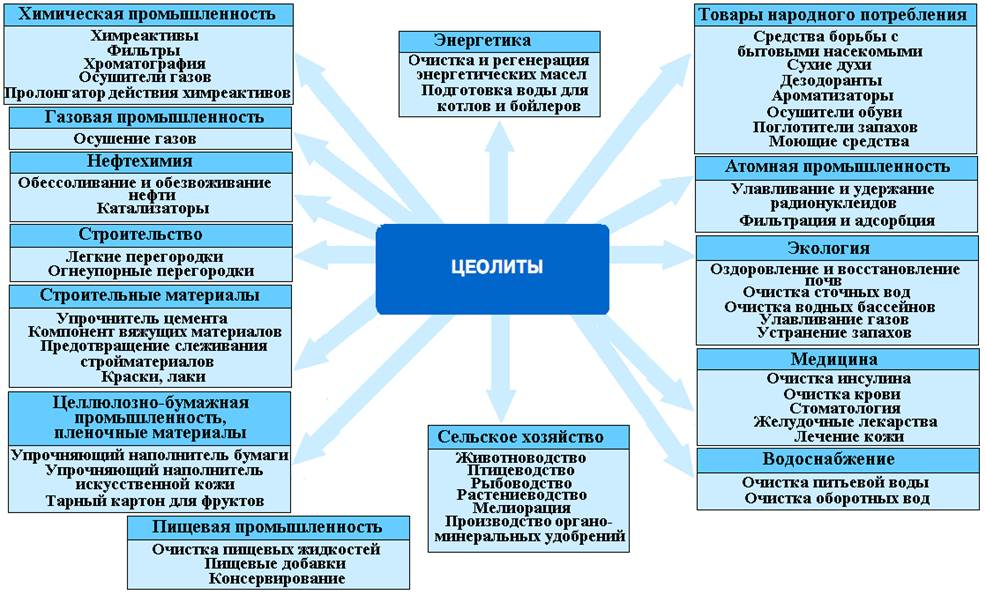 Химическая промышленность
Химреактивы
Фильтры
Хроматография
Осушители газов
Пролонгатор действия химреактивов
Газовая промышленность
Осушение газов
Нефтехимия
Обессоливание и обезвоживание
нефти
Катализаторы
Строительство
Легкие перегородки
Огнеупорные перегородки
Строительные материалы
Упрочнитель цемента
Компонент вяжущих материалов
Предотвращение слеживания
стройматериалов
Краски, лаки
Целлюлозно-бумажная
промышленность,
пленочные материалы
Упрочняющий наполнитель бумаги
Упрочняющий наполнитель
искусственной кожи
Тарный картон для фруктов
Пищевая промышленность
Очистка пищевых жидкостей
Пищевые добавки
Консервирование
Энергетика
Очистка и регенерация
энергетических масел
Подготовка воды для
котлов и бойлеров
ЦЕОЛИТЫ
Сельское хозяйство
Животноводство
Птицеводство
Рыбоводство
Растениеводство
Мелиорация
Производство органо-
минеральных удобрений
Товары народного потребления
Средства борьбы с
бытовыми насекомыми
Сухие духи
Дезодоранты
Ароматизаторы
Осушители обуви
Поглотители запахов
Моющие средства
Атомная промышленность
Улавливание и удержание
радионуклеидов
Фильтрация и адсорбция
Экология
Оздоровление и восстановление
почв
Очистка сточных вод
Очистка водных бассейнов
Улавливание газов
Устранение запахов
Медицина
Очистка инсулина
Очистка крови
Стоматология
Желудочные лекарства
Лечение кожи
Водоснабжение
Очистка питьевой воды
Очистка оборотных вод